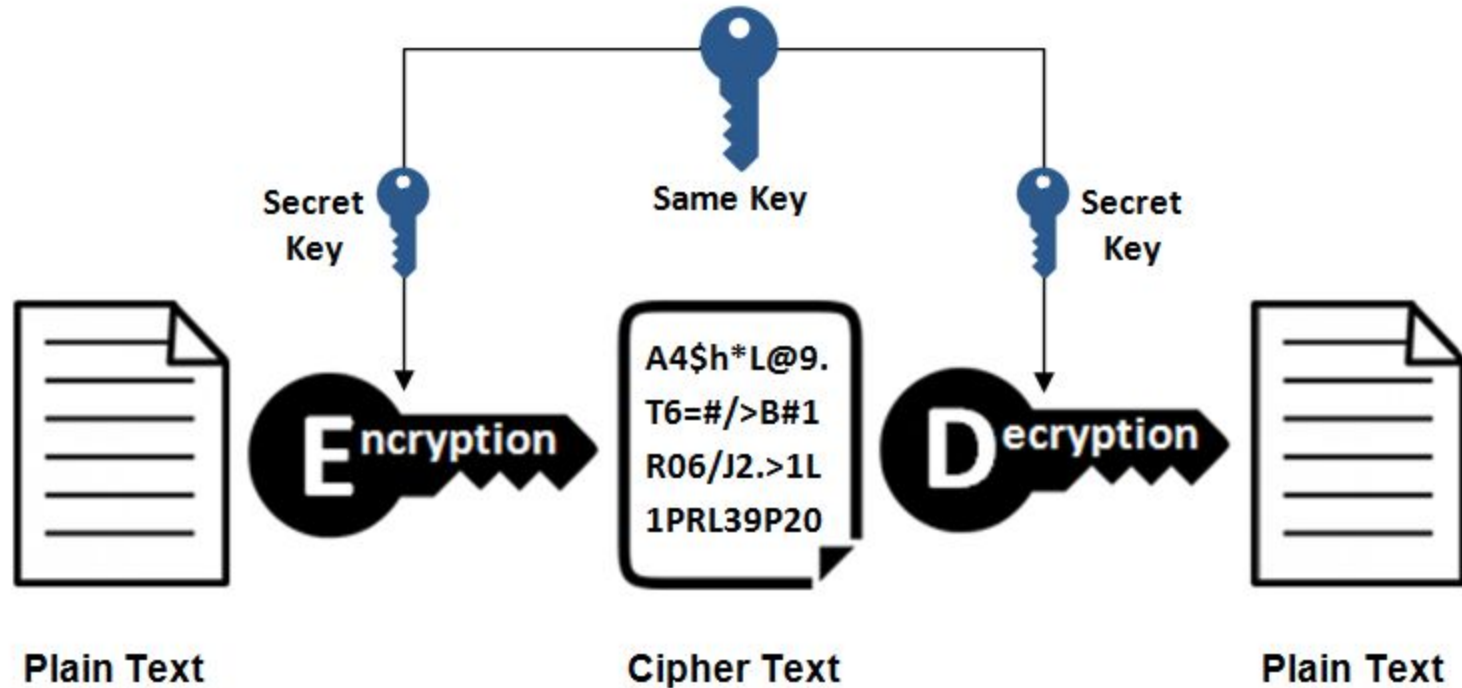 Same Key
Secret
Key
Secret
Key
Encryption
A4$h*L@9.
T6=#/>B#1
R06/J2.>1L
1PRL39P20
Decryption
Plain Text
Cipher Text
Plain Text